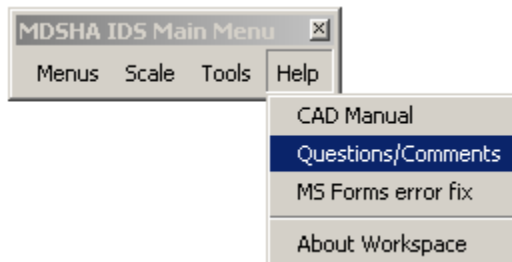 MDSHA IDS Main Menu
Menus Scale Tools Help
CAD Manual
Questions/Comments
MS Forms error fix
About Workspace